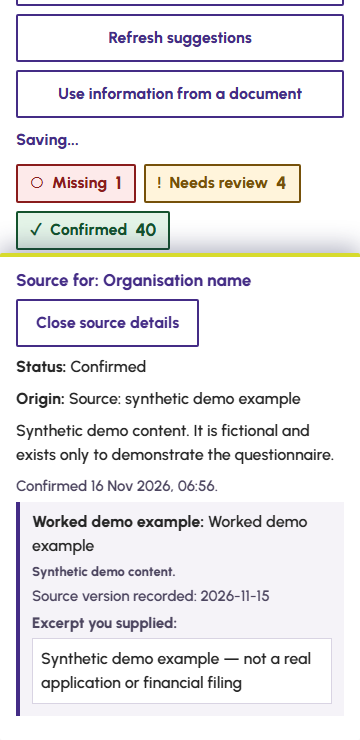 Refresh suggestions
Use information from a document
Saving...
Missing 1
! Needs review 4
✓ Confirmed 40
Source for: Organisation name
Close source details
Status: Confirmed
Origin: Source: synthetic demo example
Synthetic demo content. It is fictional and
exists only to demonstrate the questionnaire.
Confirmed 16 Nov 2026, 06:56.
Worked demo example: Worked demo
example
Synthetic demo content.
Source version recorded: 2026-11-15
Excerpt you supplied:
Synthetic demo example — not a real
application or financial filing